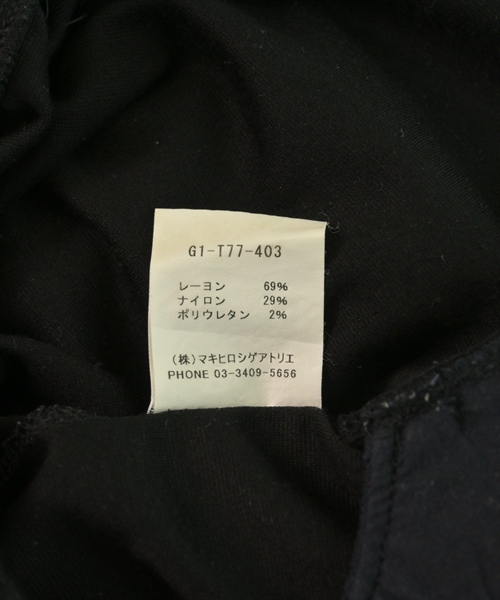 G1-T77-403
レーヨン 69%
ナイロン 29%
ポリウレタン 2%
(株)マキヒロシゲアトリエ
PHONE 03-3409-5656